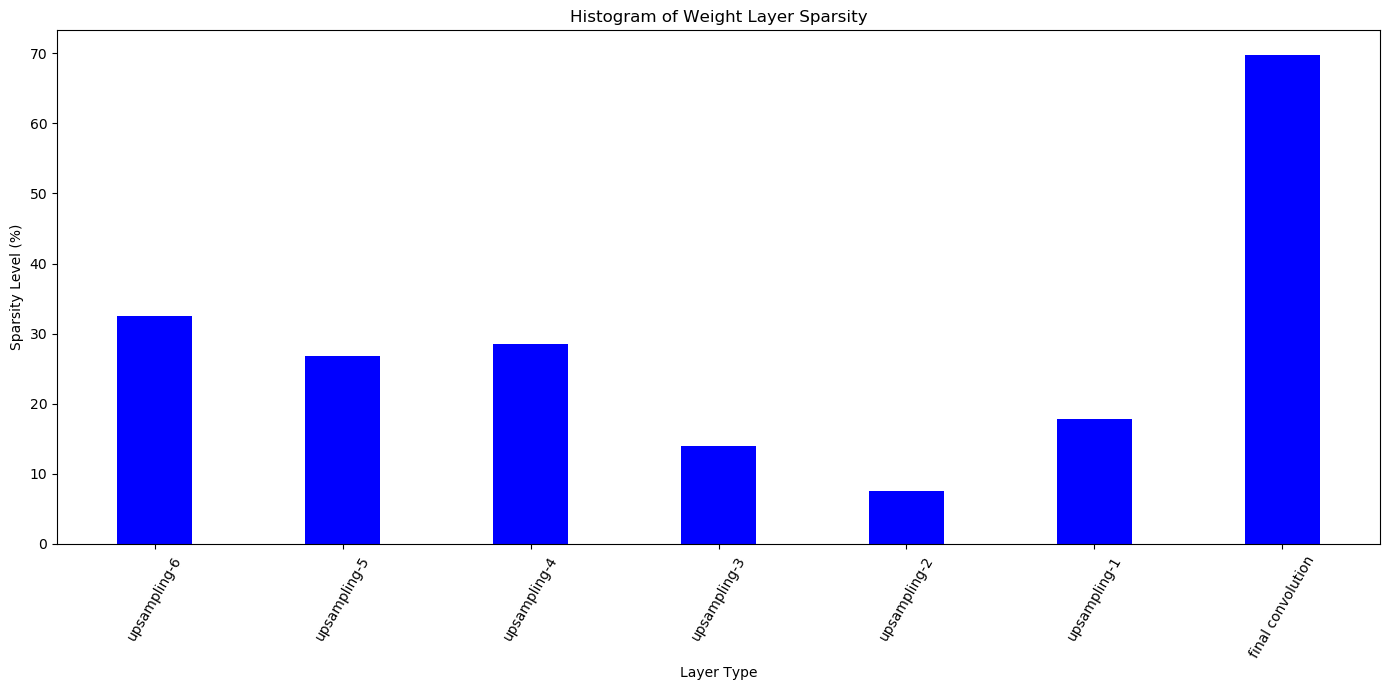 Histogram of Weight Layer Sparsity
Sparsity Level (%)
70
60
50
40
30
20
10
0
upsampling-6
upsampling-5
upsampling-4
upsampling-3
upsampling-2
upsampling-1
final convolution
Layer Type